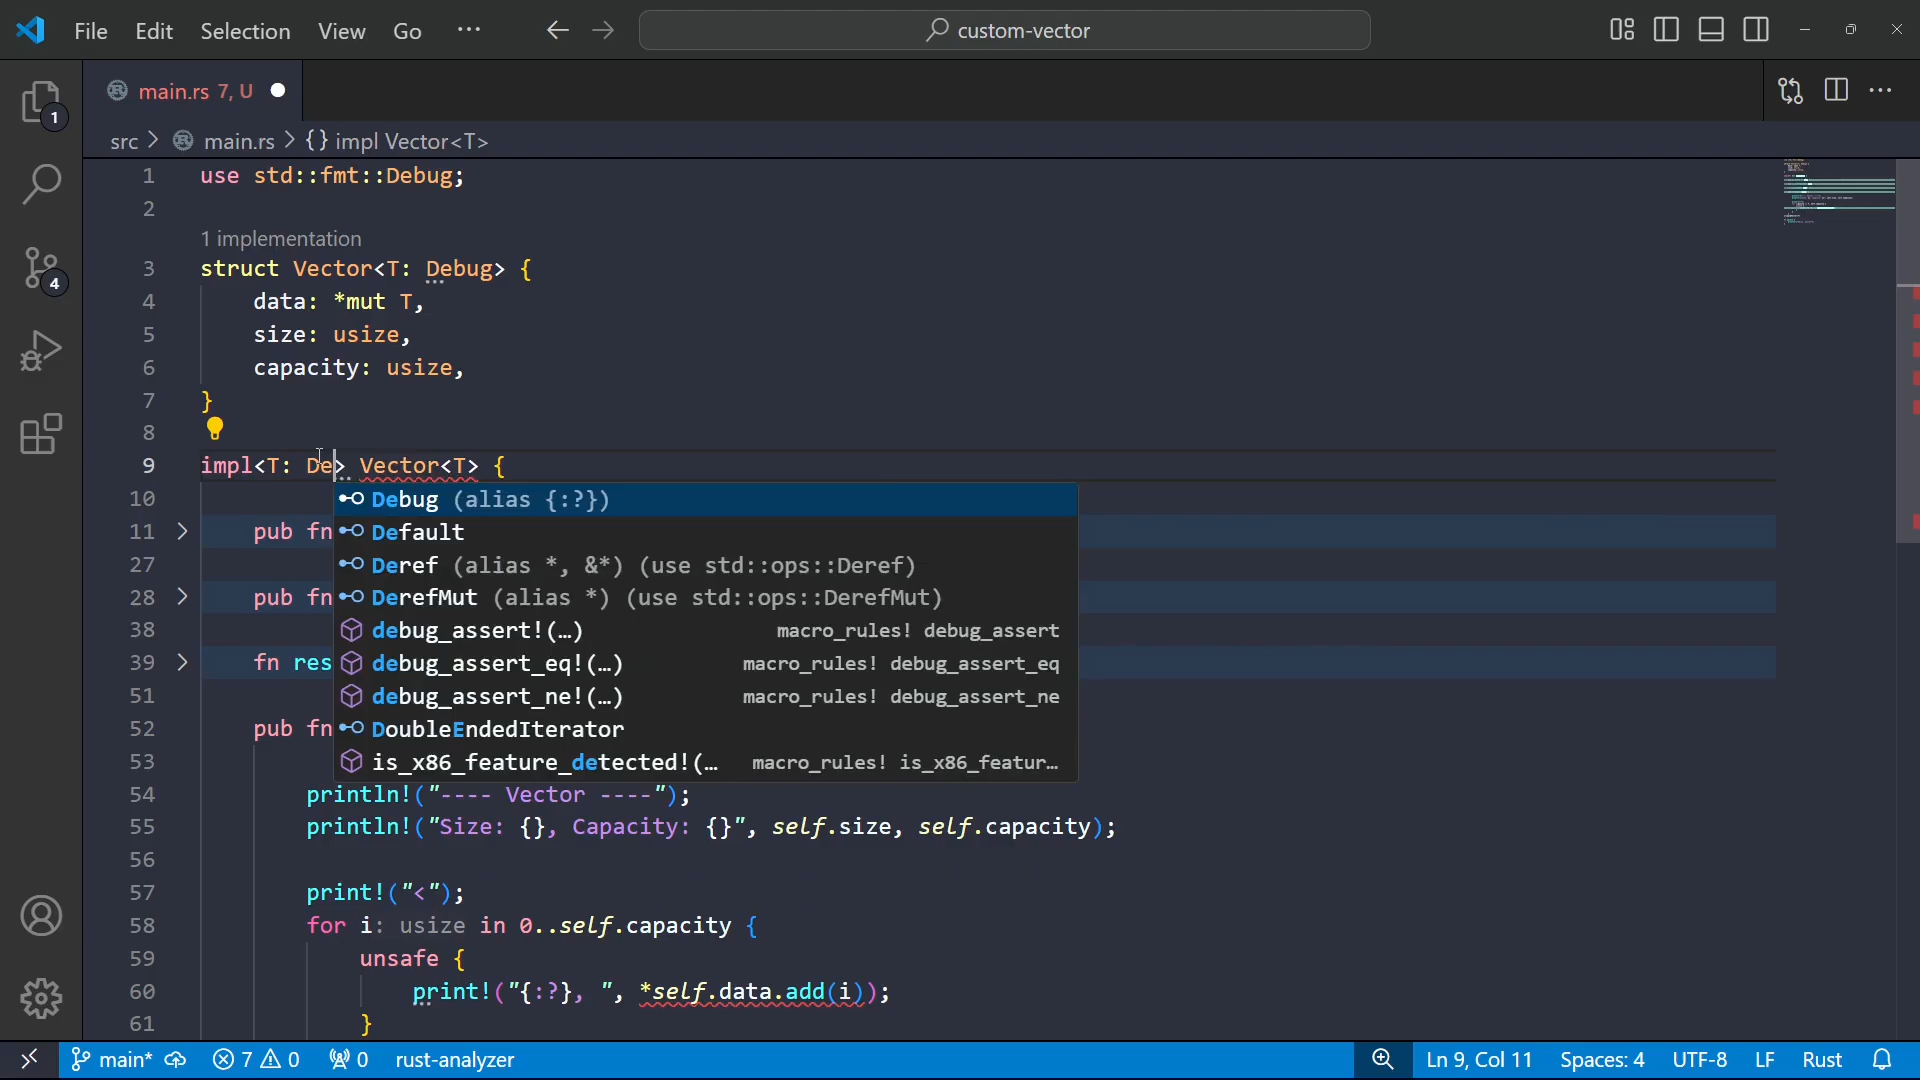 File Edit Selection View Go ··· custom-vector
1
4
main.rs 7, U
src > main.rs > {} impl Vector<T>
1 use std::fmt::Debug;
2
1 implementation
3 struct Vector<T: Debug> {
4 data: *mut T,
5 size: usize,
6 capacity: usize,
7 }
8
9 impl<T: De> Vector<T> {
10 Debug (alias {:?})
11 pub fn Default
27 Deref (alias *, &*) (use std::ops::Deref)
28 pub fn DerefMut (alias *) (use std::ops::DerefMut)
38 debug_assert!(…) macro_rules! debug_assert
39 fn res debug_assert_eq!(…) macro_rules! debug_assert_eq
51 debug_assert_ne!(…) macro_rules! debug_assert_ne
52 pub fn DoubleEndedIterator
53 is_x86_feature_detected!(… macro_rules! is_x86_featur…
54 println!("---- Vector ----");
55 println!("Size: {}, Capacity: {}", self.size, self.capacity);
56
57 print!("<");
58 for i: usize in 0..self.capacity {
59 unsafe {
60 print!("{:?}, ", *self.data.add(i));
61 }
main* 7 0 0 rust-analyzer Ln 9, Col 11 Spaces: 4 UTF-8 LF Rust